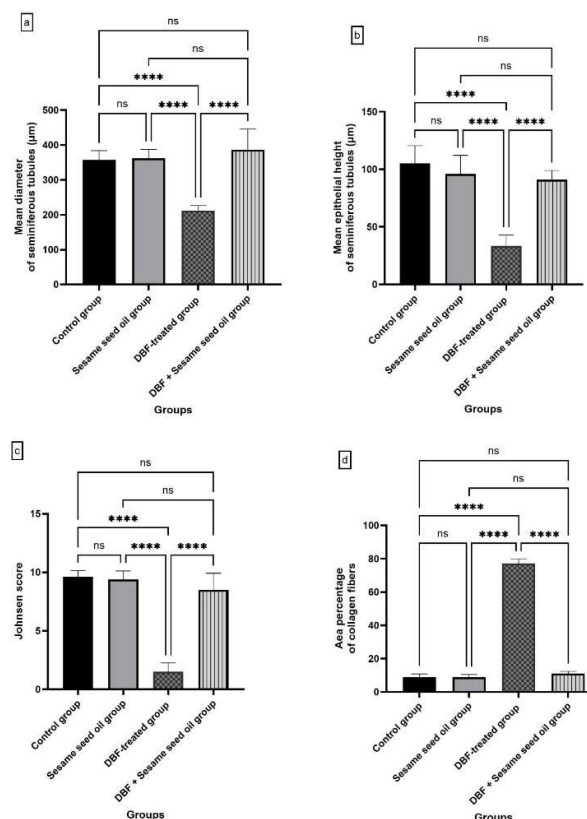 a
ns
ns
****
ns
****
****
Mean diameter
of seminiferous tubules (µm)
500
400
300
200
100
0
Control group
Sesame seed oil group
DBF-treated group
DBF + Sesame seed oil group
Groups
b
ns
ns
****
ns
****
****
Mean epithelial height
of seminiferous tubules (µm)
150
100
50
0
Control group
Sesame seed oil group
DBF-treated group
DBF + Sesame seed oil group
Groups
c
ns
ns
****
ns
****
****
Johnsen score
15
10
5
0
Control group
Sesame seed oil group
DBF-treated group
DBF + Sesame seed oil group
Groups
d
ns
ns
****
ns
****
****
Aea percentage
of collagen fibers
100
80
60
40
20
0
Control group
Sesame seed oil group
DBF-treated group
DBF + Sesame seed oil group
Groups